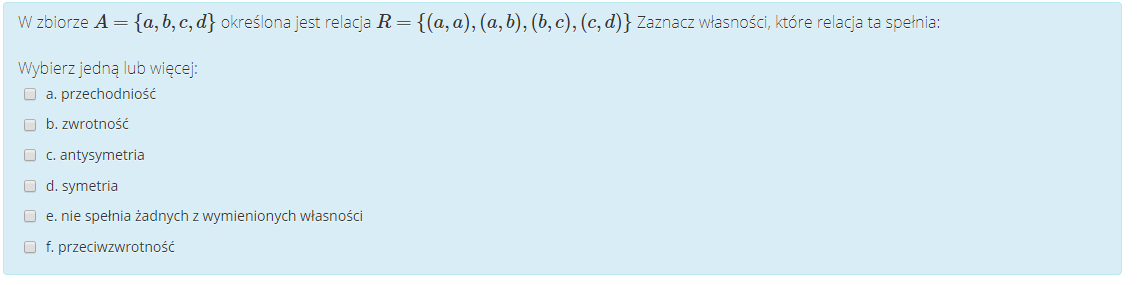 W zbiorze A = {a, b, c, d} określona jest relacja R = {(a, a), (a, b), (b, c), (c, d)} Zaznacz własności, które relacja ta spełnia:
Wybierz jedną lub więcej:
a. przechodniość
b. zwrotność
c. antysymetria
d. symetria
e. nie spełnia żadnych z wymienionych własności
f. przeciwzwrotność